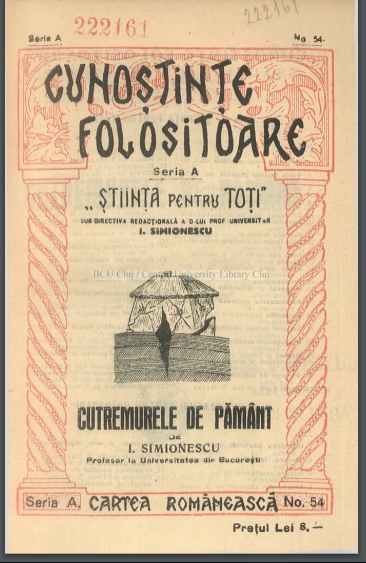 222161
222161
Seria A
No 54.
CUNOȘTINȚE
FOLOSITOARE
Seria A
„ȘTIINȚA PENTRU TOȚI"
SUB DIRECTIVA REDACȚIONALĂ A D-LUI PROF UNIVERSITAR
I. SIMIONESCU
BCU Cluj / Central University Library Cluj
CUTREMURELE DE PĂMÂNT
DE
I. SIMIONESCU
Profesor la Universitatea din București
Seria A. CARTEA ROMÂNEASCĂ No. 54
Prețul Lei 8.—